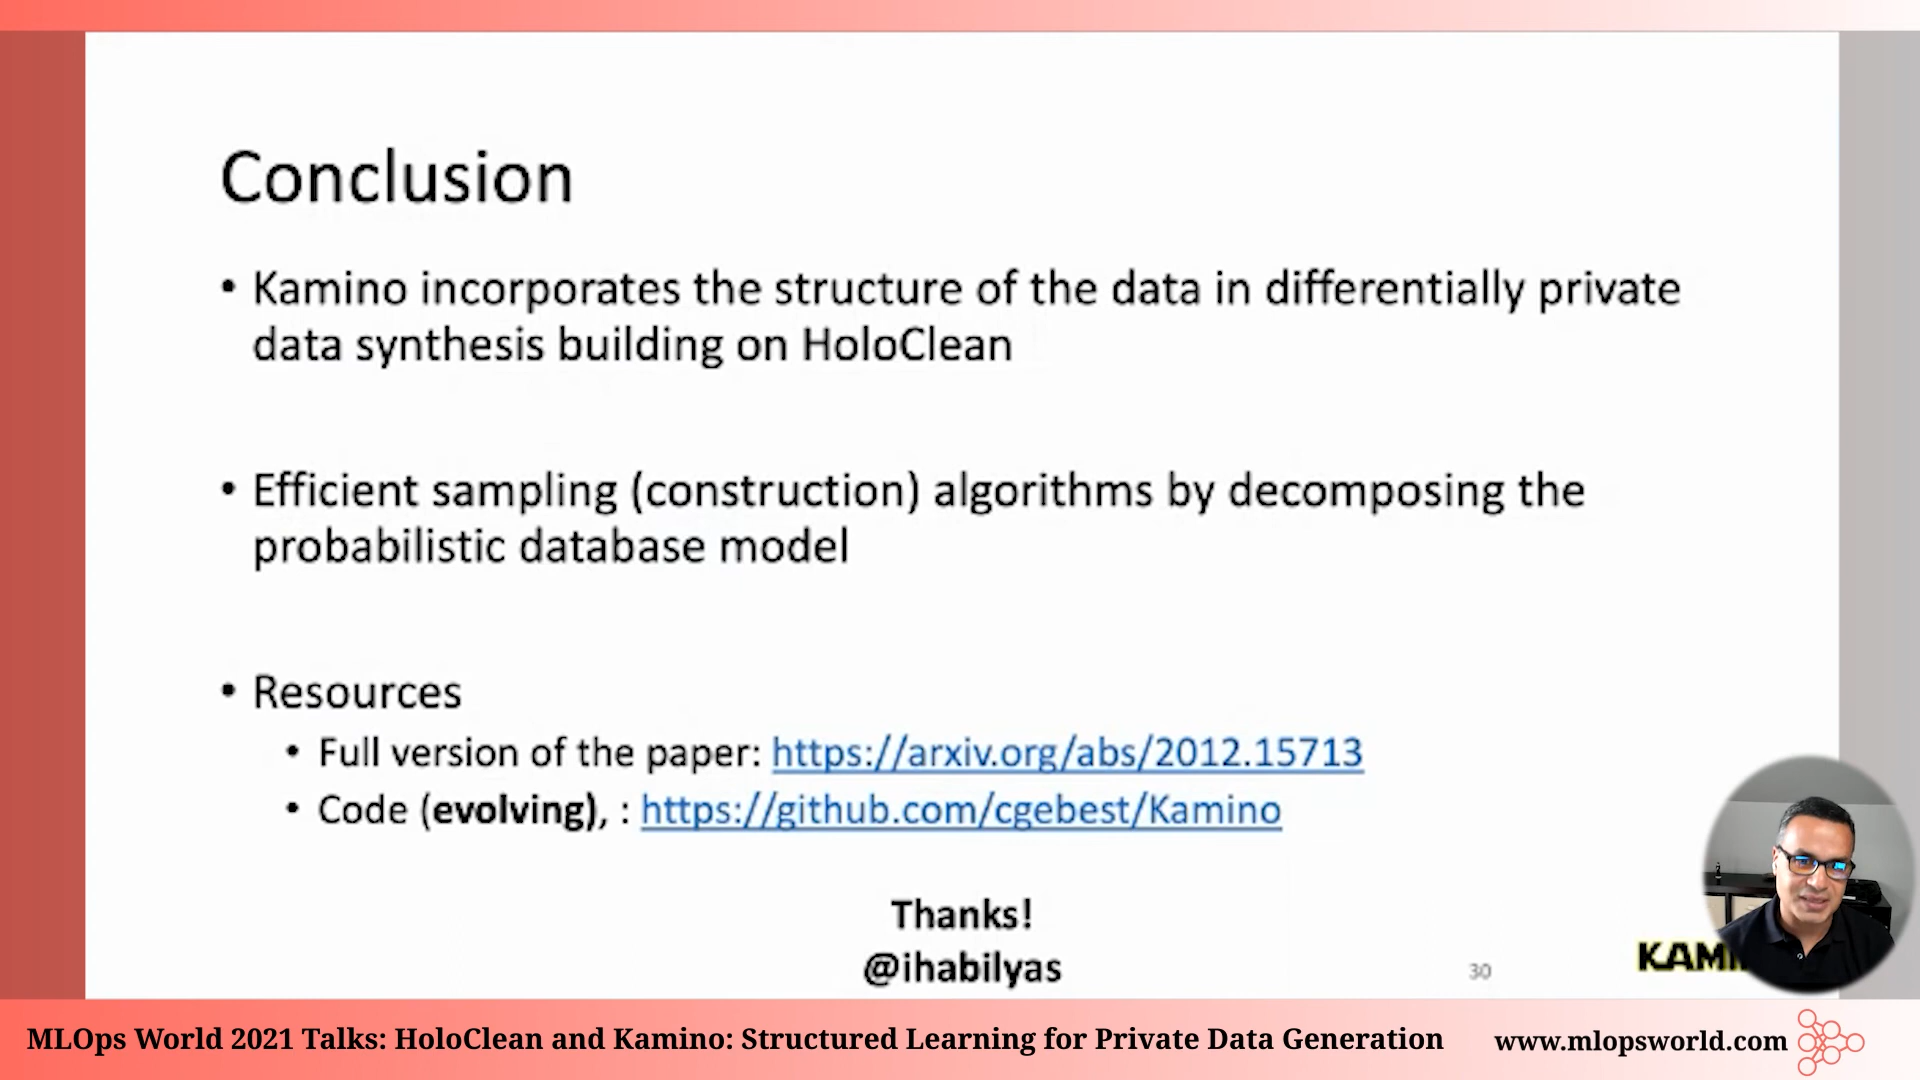 Conclusion
• Kamino incorporates the structure of the data in differentially private
data synthesis building on HoloClean
• Efficient sampling (construction) algorithms by decomposing the
probabilistic database model
• Resources
• Full version of the paper: https://arxiv.org/abs/2012.15713
• Code (evolving), : https://github.com/cgebest/Kamino
Thanks!
@ihabilyas
30
MLOps World 2021 Talks: HoloClean and Kamino: Structured Learning for Private Data Generation
www.mlopsworld.com